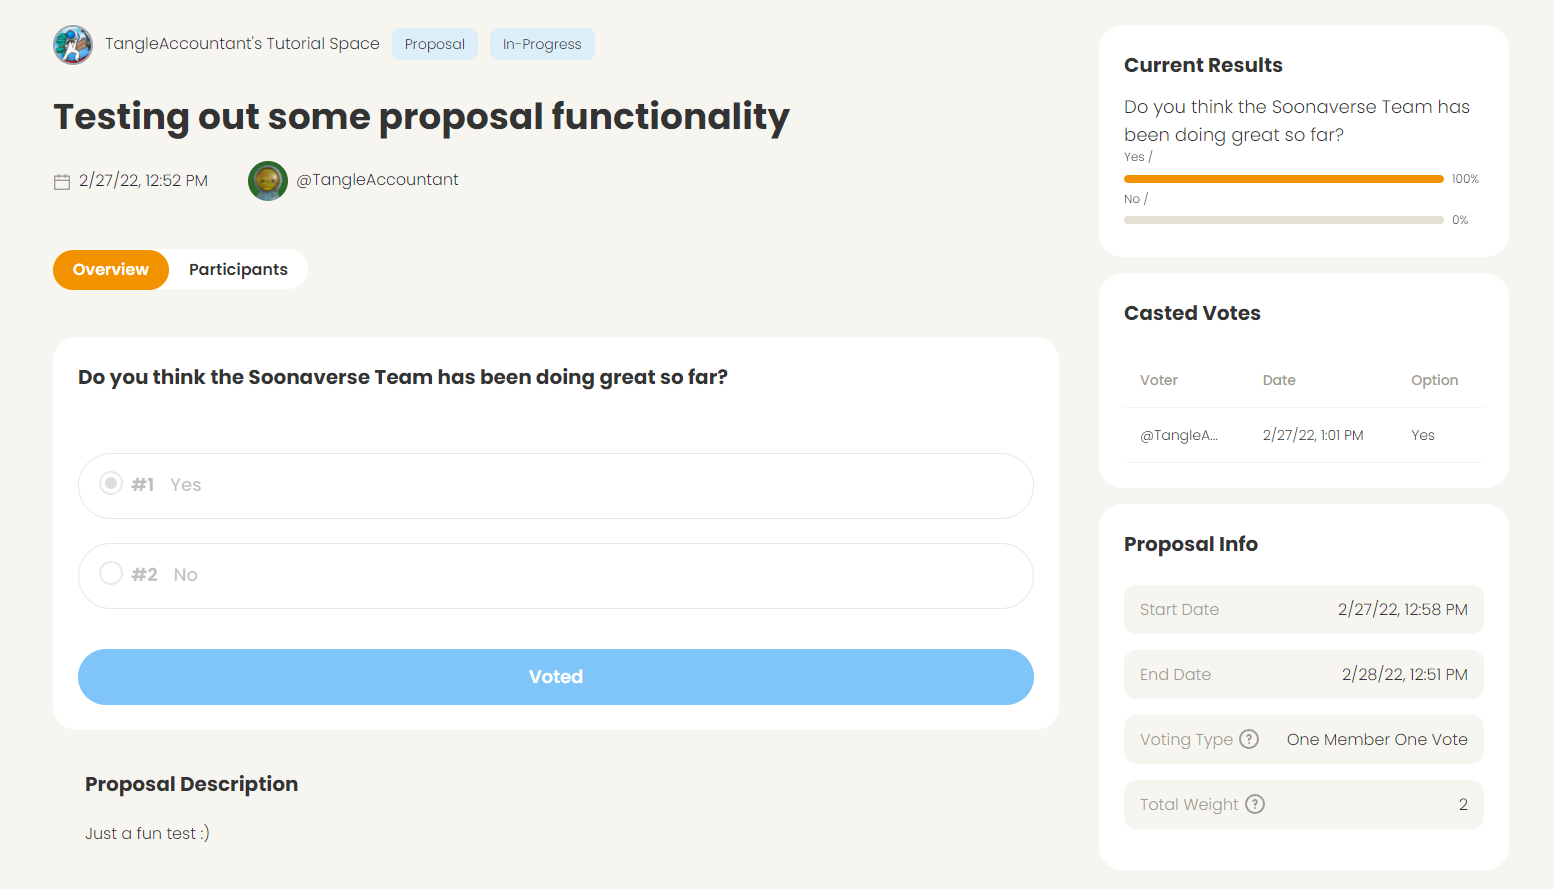 TangleAccountant's Tutorial Space
Proposal
In-Progress
Testing out some proposal functionality
2/27/22, 12:52 PM
@TangleAccountant
Overview
Participants
Do you think the Soonaverse Team has been doing great so far?
#1 Yes
#2 No
Voted
Proposal Description
Just a fun test :)
Current Results
Do you think the Soonaverse Team has
been doing great so far?
Yes /
100%
No /
0%
Casted Votes
Voter Date Option
@TangleA... 2/27/22, 1:01 PM Yes
Proposal Info
Start Date 2/27/22, 12:58 PM
End Date 2/28/22, 12:51 PM
Voting Type ? One Member One Vote
Total Weight ? 2